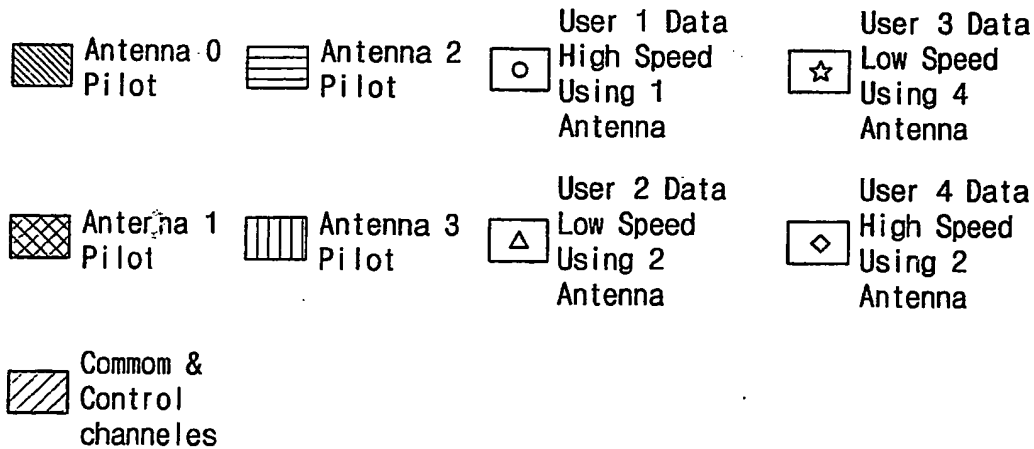 Antenna 0
Pilot
Antenna 2
Pilot
User 1 Data
High Speed
Using 1
Antenna
User 3 Data
Low Speed
Using 4
Antenna
Antenna 1
Pilot
Antenna 3
Pilot
User 2 Data
Low Speed
Using 2
Antenna
User 4 Data
High Speed
Using 2
Antenna
Commom &
Control
channeles